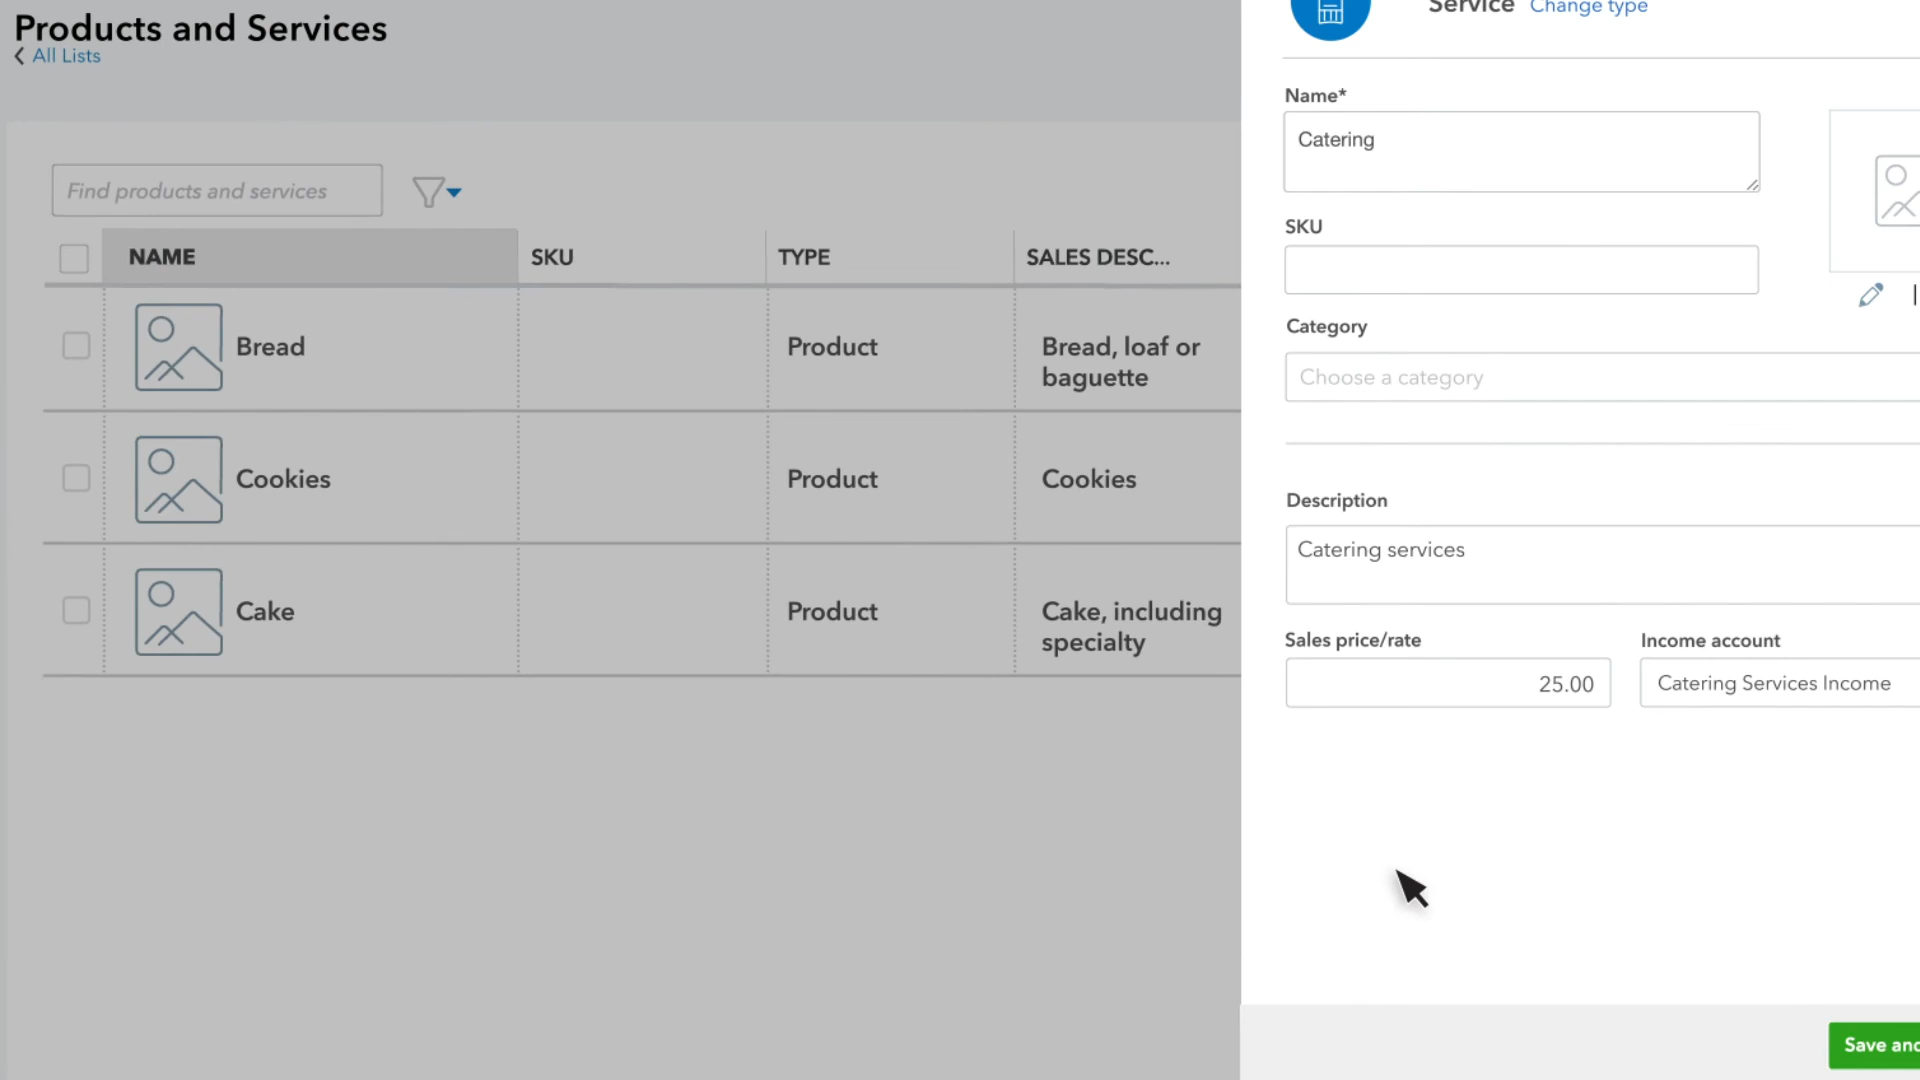 Products and Services
All Lists
Find products and services
NAME
SKU
TYPE
SALES DESC...
Bread
Product
Bread, loaf or
baguette
Cookies
Product
Cookies
Cake
Product
Cake, including
specialty
Service
Change type
Name*
Catering
SKU
Category
Choose a category
Description
Catering services
Sales price/rate
Income account
25.00
Catering Services Income
Save and